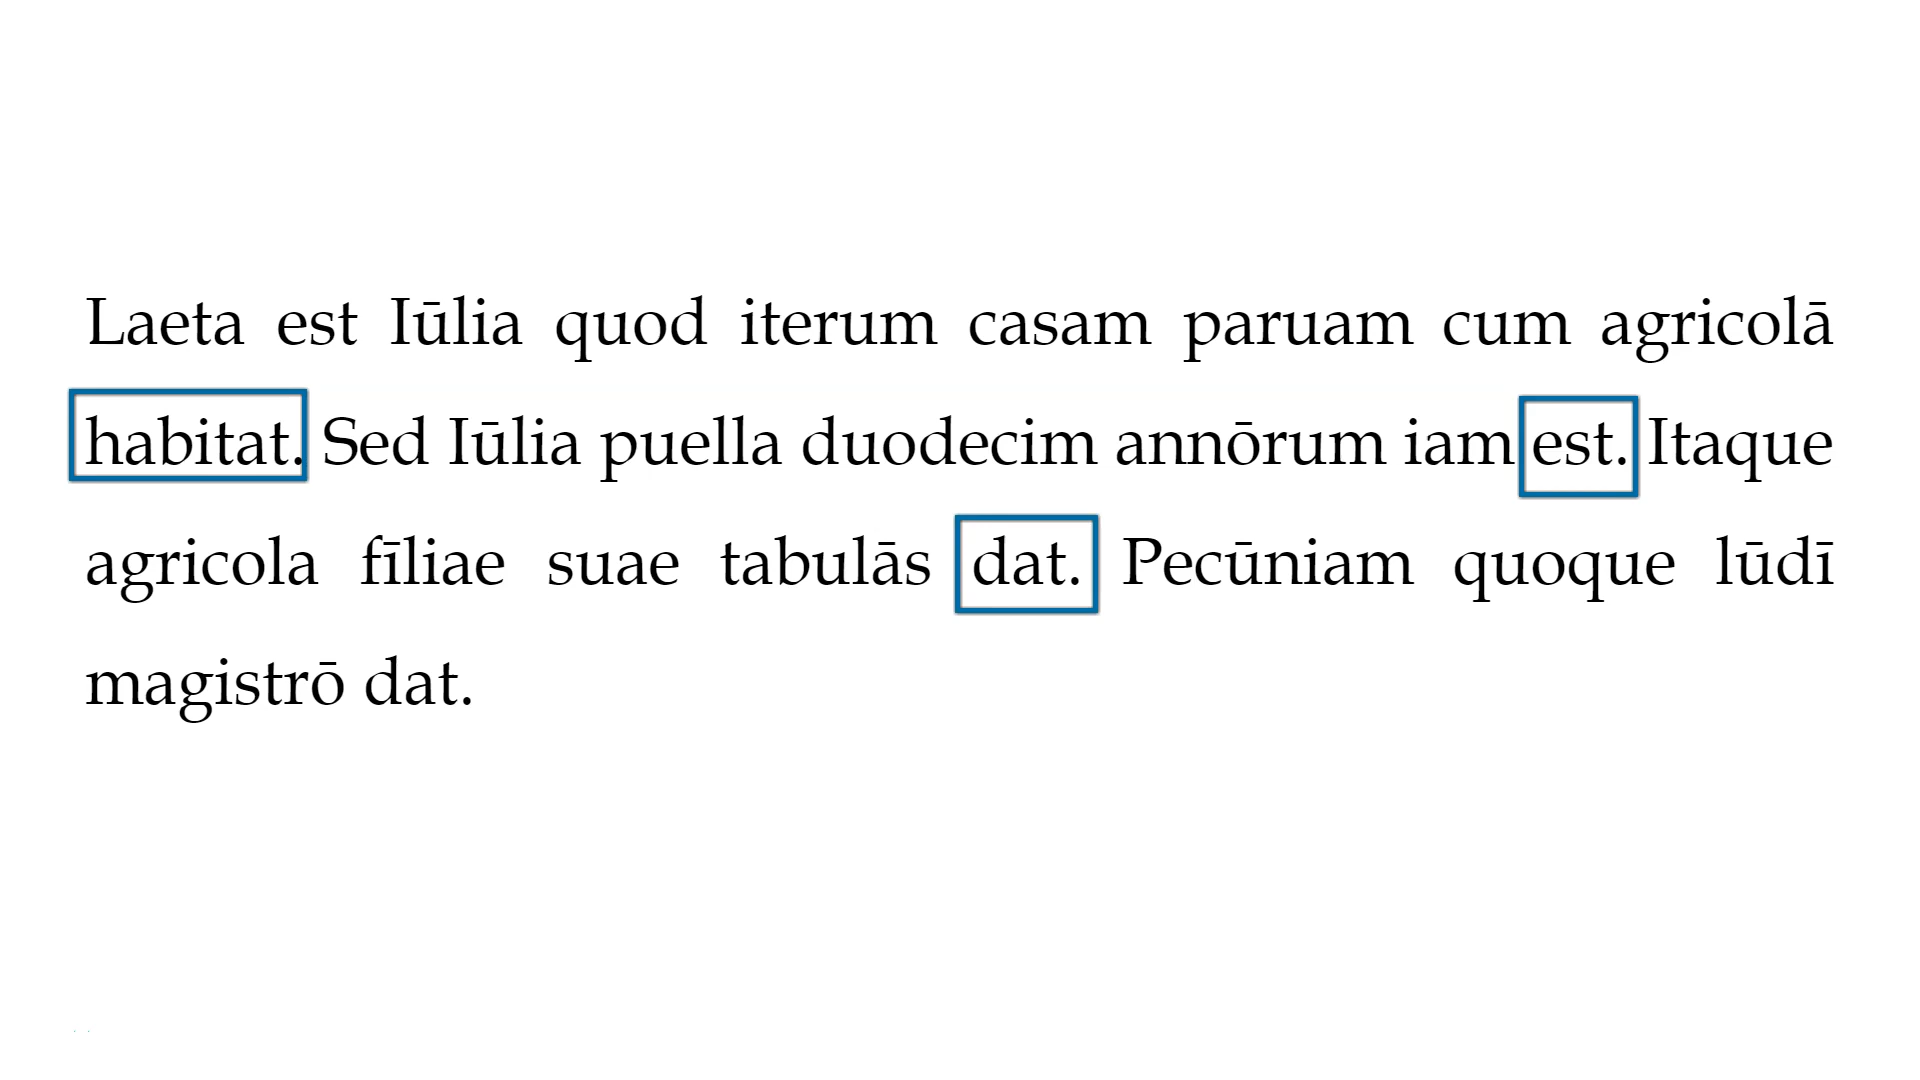 Laeta est Iūlia quod iterum casam paruam cum agricolā
habitat. Sed Iūlia puella duodecim annōrum iam est. Itaque
agricola fīliae suae tabulās dat. Pecūniam quoque lūdī
magistrō dat.